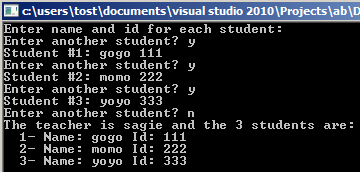 c:\users\tost\documents\visual studio 2010\Projects\ab\D
Enter name and id for each student:
Enter another student? y
Student #1: gogo 111
Enter another student? y
Student #2: momo 222
Enter another student? y
Student #3: yoyo 333
Enter another student? n
The teacher is sagie and the 3 students are:
1- Name: gogo Id: 111
2- Name: momo Id: 222
3- Name: yoyo Id: 333